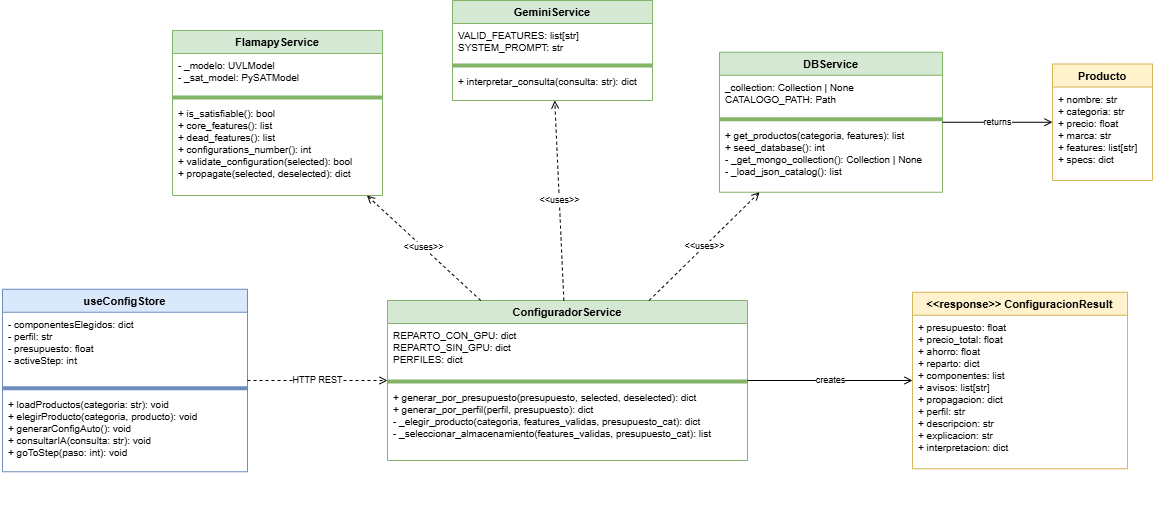 GeminiService
VALID_FEATURES: list[str]
SYSTEM_PROMPT: str
+ interpretar_consulta(consulta: str): dict
FlamapyService
- _modelo: UVLModel
- _sat_model: PySATModel
+ is_satisfiable(): bool
+ core_features(): list
+ dead_features(): list
+ configurations_number(): int
+ validate_configuration(selected): bool
+ propagate(selected, deselected): dict
DBService
_collection: Collection | None
CATALOGO_PATH: Path
+ get_productos(categoria, features): list
+ seed_database(): int
- _get_mongo_collection(): Collection | None
- _load_json_catalog(): list
returns
Producto
+ nombre: str
+ categoria: str
+ precio: float
+ marca: str
+ features: list[str]
+ specs: dict
<<uses>>
<<uses>>
<<uses>>
useConfigStore
- componentesElegidos: dict
- perfil: str
- presupuesto: float
- activeStep: int
+ loadProductos(categoria: str): void
+ elegirProducto(categoria, producto): void
+ generarConfigAuto(): void
+ consultarIA(consulta: str): void
+ goToStep(paso: int): void
HTTP REST
ConfiguradorService
REPARTO_CON_GPU: dict
REPARTO_SIN_GPU: dict
PERFILES: dict
+ generar_por_presupuesto(presupuesto, selected, deselected): dict
+ generar_por_perfil(perfil, presupuesto): dict
- _elegir_producto(categoria, features_validas, presupuesto_cat): dict
- _seleccionar_almacenamiento(features_validas, presupuesto_cat): list
creates
<<response>> ConfiguracionResult
+ presupuesto: float
+ precio_total: float
+ ahorro: float
+ reparto: dict
+ componentes: list
+ avisos: list[str]
+ propagacion: dict
+ perfil: str
+ descripcion: str
+ explicacion: str
+ interpretacion: dict